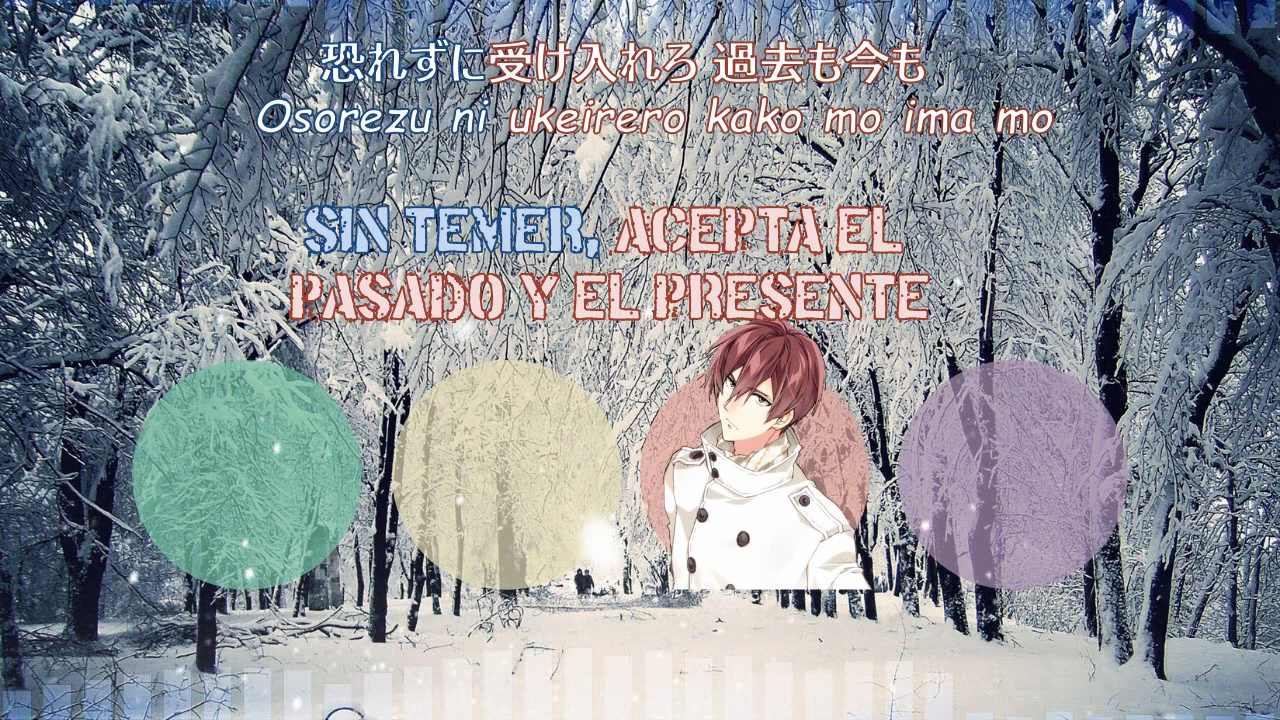 恐れずに受け入れろ 過去も今も
Osorezu ni ukeirero kako mo ima mo
SIN TEMER, ACEPTA EL
PASADO Y EL PRESENTE